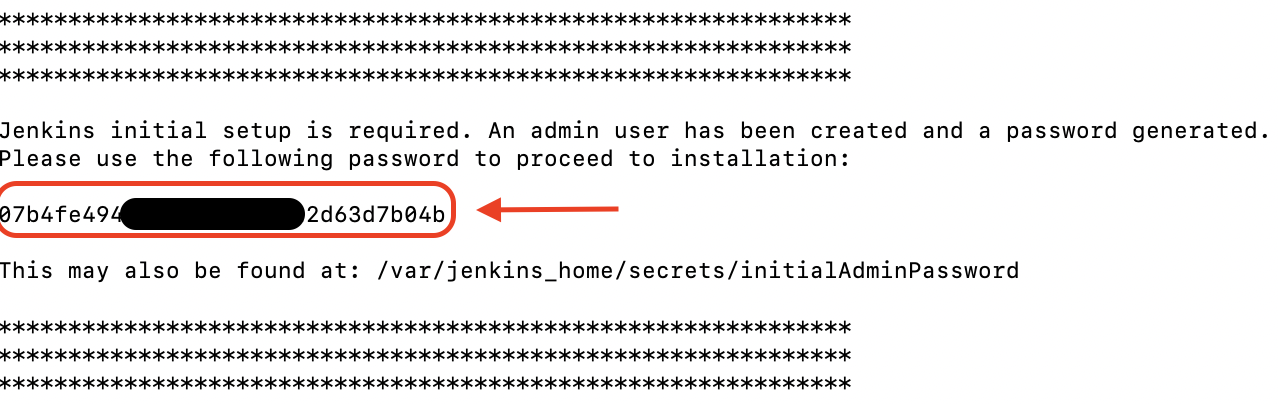 *************************************************************
*************************************************************
*************************************************************
Jenkins initial setup is required. An admin user has been created and a password generated.
Please use the following password to proceed to installation:
07b4fe494 2d63d7b04b
This may also be found at: /var/jenkins_home/secrets/initialAdminPassword
*************************************************************
*************************************************************
*************************************************************